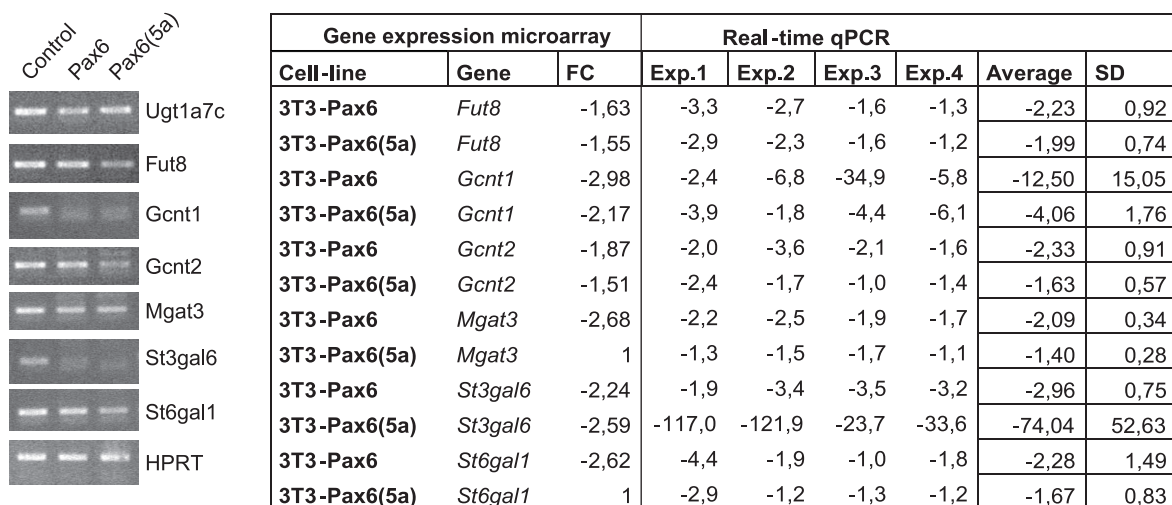 Control Pax6 Pax6(5a)
Ugt1a7c
Fut8
Gcnt1
Gcnt2
Mgat3
St3gal6
St6gal1
HPRT
Gene expression microarray Real-time qPCR
Cell-line Gene FC Exp.1 Exp.2 Exp.3 Exp.4 Average SD
3T3-Pax6 Fut8 -1,63 -3,3 -2,7 -1,6 -1,3 -2,23 0,92
3T3-Pax6(5a) Fut8 -1,55 -2,9 -2,3 -1,6 -1,2 -1,99 0,74
3T3-Pax6 Gcnt1 -2,98 -2,4 -6,8 -34,9 -5,8 -12,50 15,05
3T3-Pax6(5a) Gcnt1 -2,17 -3,9 -1,8 -4,4 -6,1 -4,06 1,76
3T3-Pax6 Gcnt2 -1,87 -2,0 -3,6 -2,1 -1,6 -2,33 0,91
3T3-Pax6(5a) Gcnt2 -1,51 -2,4 -1,7 -1,0 -1,4 -1,63 0,57
3T3-Pax6 Mgat3 -2,68 -2,2 -2,5 -1,9 -1,7 -2,09 0,34
3T3-Pax6(5a) Mgat3 1 -1,3 -1,5 -1,7 -1,1 -1,40 0,28
3T3-Pax6 St3gal6 -2,24 -1,9 -3,4 -3,5 -3,2 -2,96 0,75
3T3-Pax6(5a) St3gal6 -2,59 -117,0 -121,9 -23,7 -33,6 -74,04 52,63
3T3-Pax6 St6gal1 -2,62 -4,4 -1,9 -1,0 -1,8 -2,28 1,49
3T3-Pax6(5a) St6gal1 1 -2,9 -1,2 -1,3 -1,2 -1,67 0,83